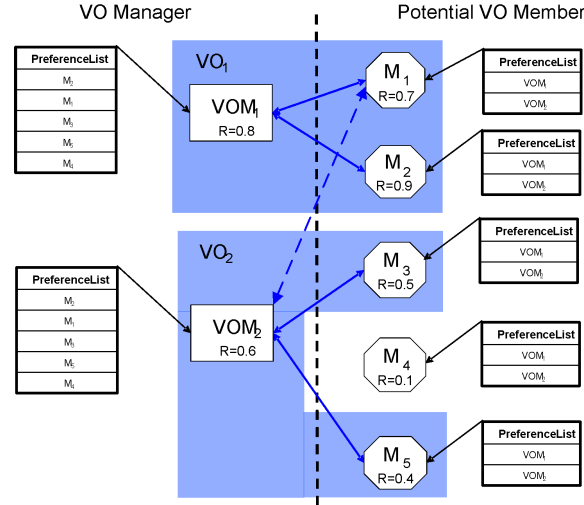 VO Manager
Potential VO Member
PreferenceList
M₂
M₁
M₃
M₅
M₄
VO₁
VOM₁
R=0.8
M₁
R=0.7
PreferenceList
VOM₁
VOM₂
M₂
R=0.9
PreferenceList
VOM₁
VOM₂
PreferenceList
M₂
M₁
M₃
M₅
M₄
VO₂
VOM₂
R=0.6
M₃
R=0.5
PreferenceList
VOM₁
VOM₂
M₄
R=0.1
PreferenceList
VOM₁
VOM₂
M₅
R=0.4
PreferenceList
VOM₁
VOM₂